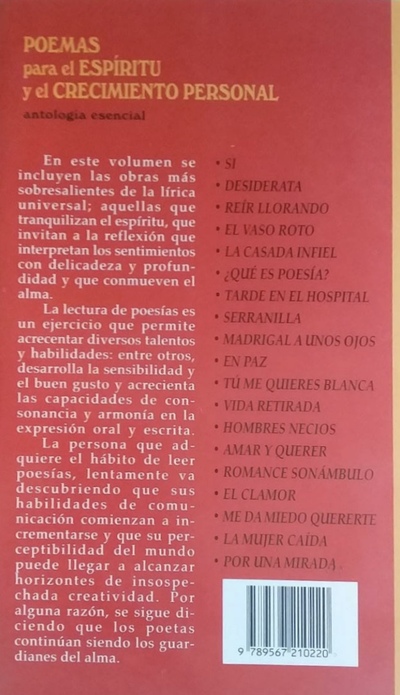 POEMAS
para el ESPÍRITU
y el CRECIMIENTO PERSONAL
antología esencial
En este volumen se
incluyen las obras más
sobresalientes de la lírica
universal; aquellas que
tranquilizan el espíritu, que
invitan a la reflexión que
interpretan los sentimientos
con delicadeza y profun-
didad y que conmueven el
alma.
La lectura de poesías es
un ejercicio que permite
acrecentar diversos talentos
y habilidades: entre otros,
desarrolla la sensibilidad y
el buen gusto y acrecienta
las capacidades de con-
sonancia y armonía en la
expresión oral y escrita.
La persona que ad-
quiere el hábito de leer
poesías, lentamente va
descubriendo que sus
habilidades de comu-
nicación comienzan a in-
crementarse y que su per-
ceptibilidad del mundo
puede llegar a alcanzar
horizontes de insospe-
chada creatividad. Por
alguna razón, se sigue di-
ciendo que los poetas
continúan siendo los guar-
dianes del alma.
• SI
• DESIDERATA
• REÍR LLORANDO
• EL VASO ROTO
• LA CASADA INFIEL
• ¿QUÉ ES POESÍA?
• TARDE EN EL HOSPITAL
• SERRANILLA
• MADRIGAL A UNOS OJOS
• EN PAZ
• TÚ ME QUIERES BLANCA
• VIDA RETIRADA
• HOMBRES NECIOS
• AMAR Y QUERER
• ROMANCE SONÁMBULO
• EL CLAMOR
• ME DA MIEDO QUERERTE
• LA MUJER CAÍDA
• POR UNA MIRADA .
9 789567 210220